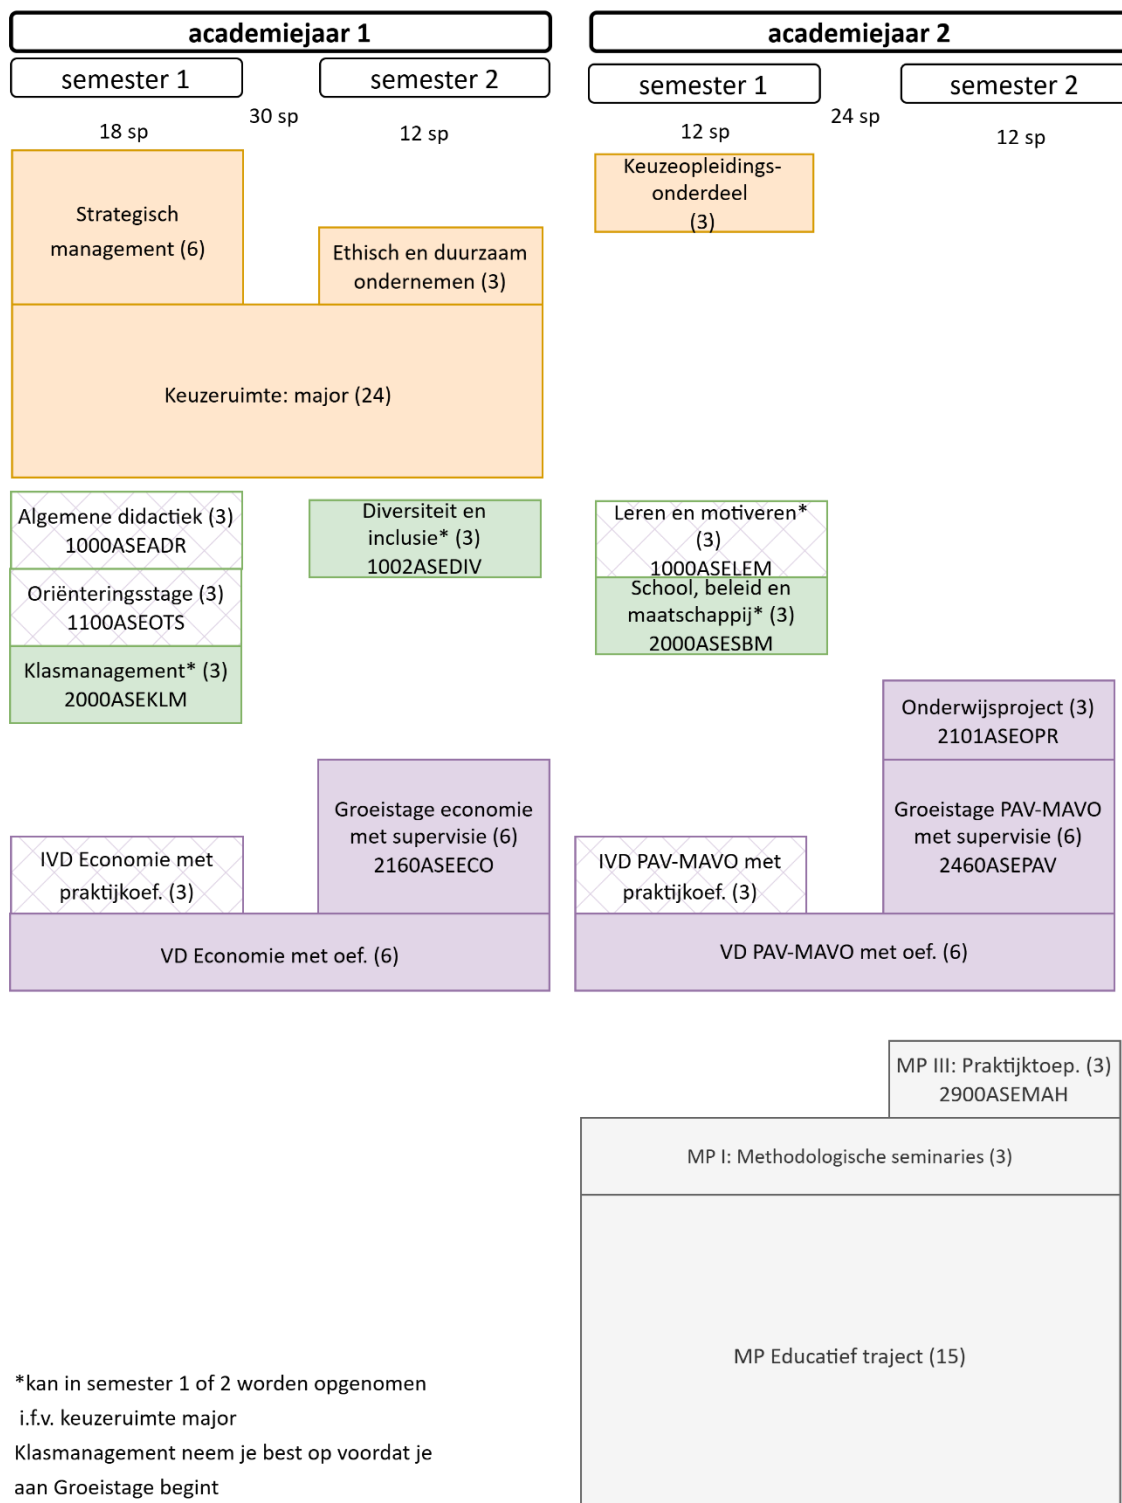 academiejaar 1
academiejaar 2
semester 1
semester 2
semester 1
semester 2
30 sp
24 sp
18 sp
12 sp
12 sp
12 sp
Strategisch
management (6)
Ethisch en duurzaam
ondernemen (3)
Keuzeopleidings-
onderdeel
(3)
Keuzeruimte: major (24)
Algemene didactiek (3)
1000ASEADR
Oriënteringsstage (3)
1100ASEOTS
Klasmanagement* (3)
2000ASEKLM
Diversiteit en
inclusie* (3)
1002ASEDIV
Leren en motiveren*
(3)
1000ASELEM
School, beleid en
maatschappij* (3)
2000ASESBM
Onderwijsproject (3)
2101ASEOPR
Groeistage economie
met supervisie (6)
2160ASEECO
Groeistage PAV-MAVO
met supervisie (6)
2460ASEPAV
IVD Economie met
praktijkoef. (3)
IVD PAV-MAVO met
praktijkoef. (3)
VD Economie met oef. (6)
VD PAV-MAVO met oef. (6)
MP III: Praktijktoep. (3)
2900ASEMAH
MP I: Methodologische seminaries (3)
MP Educatief traject (15)
*kan in semester 1 of 2 worden opgenomen
i.f.v. keuzeruimte major
Klasmanagement neem je best op voordat je
aan Groeistage begint